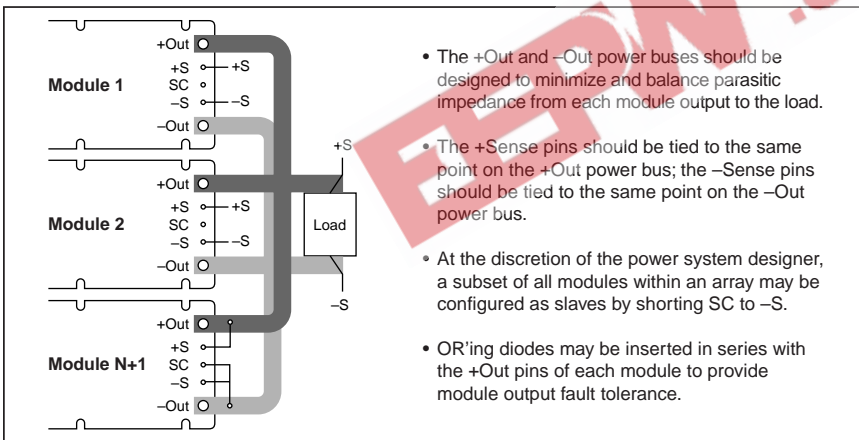 +Out
+S
+S
Module 1
SC
–S
–S
–Out
+S
+Out
+S
+S
Module 2
SC
Load
–S
–S
–Out
–S
+Out
+S
Module N+1
SC
–S
–Out
• The +Out and –Out power buses should be
designed to minimize and balance parasitic
impedance from each module output to the load.
• The +Sense pins should be tied to the same
point on the +Out power bus; the –Sense pins
should be tied to the same point on the –Out
power bus.
• At the discretion of the power system designer,
a subset of all modules within an array may be
configured as slaves by shorting SC to –S.
• OR'ing diodes may be inserted in series with
the +Out pins of each module to provide
module output fault tolerance.
EEPW.